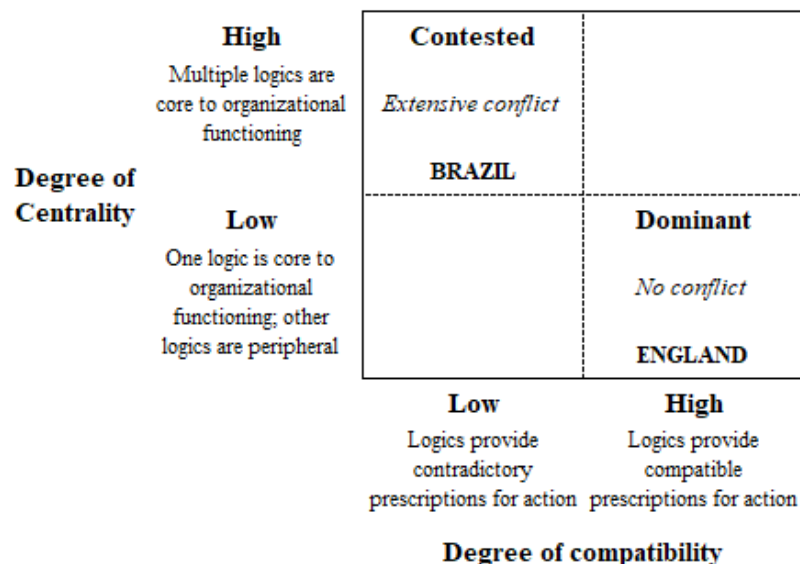 High
Multiple logics are
core to organizational
functioning
Contested
Extensive conflict
BRAZIL
Degree of
Centrality
Low
One logic is core to
organizational
functioning; other
logics are peripheral
Dominant
No conflict
ENGLAND
Low
Logics provide
contradictory
prescriptions for action
High
Logics provide
compatible
prescriptions for action
Degree of compatibility